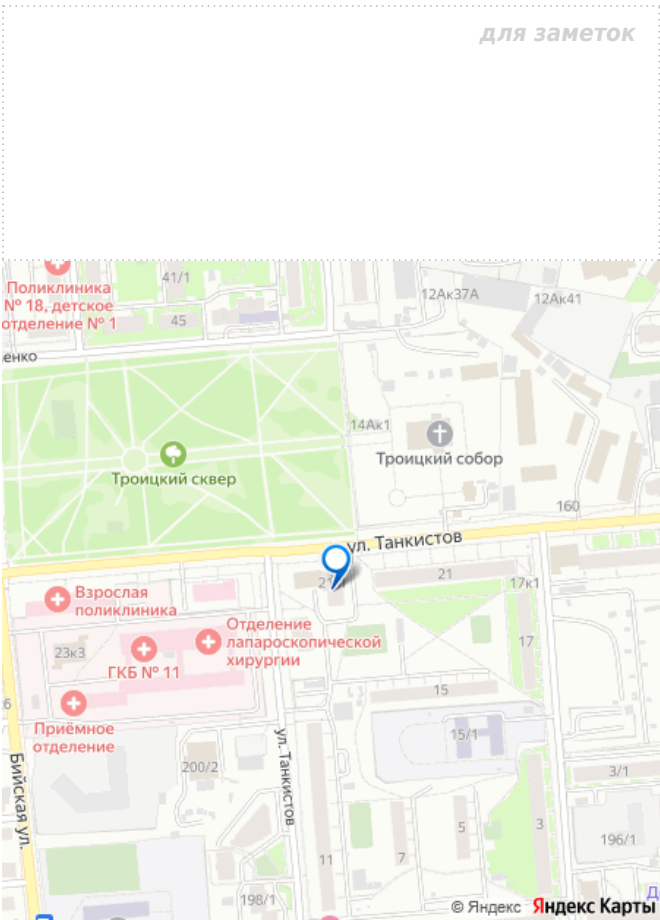 для заметок
41/1
12Ак37А
12Ак41
Поликлиника
№ 18, детское
отделение № 1
45
енко
14Ак1
Троицкий собор
Троицкий сквер
160
ул. Танкистов
21
17к1
Взрослая
поликлиника
17
Отделение
лапароскопической
хирургии
23к3
ГКБ № 11
15
Приёмное
отделение
15/1
ул. Танкистов
200/2
Бийская ул.
3/1
5
3
196/1
7
11
198/1
© Яндекс Яндекс Карты